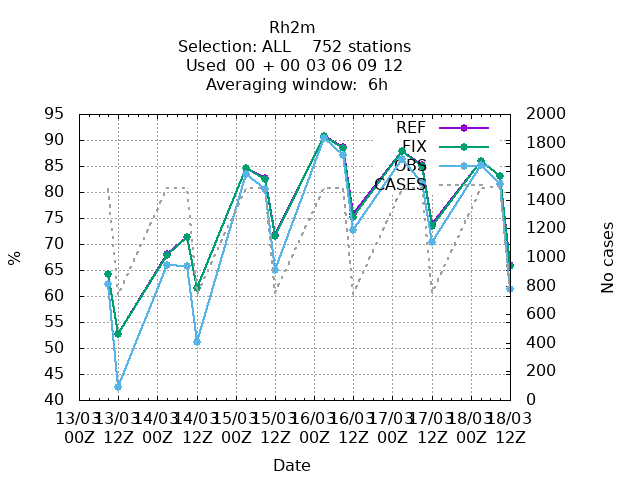 Rh2m
Selection: ALL    752 stations
Used  00 + 00 03 06 09 12
Averaging window:  6h
95
90
85
80
75
70
65
60
55
50
45
40
%
2000
1800
1600
1400
1200
1000
800
600
400
200
0
No cases
REF
FIX
OBS
CASES
13/03 13/03 14/03 14/03 15/03 15/03 16/03 16/03 17/03 17/03 18/03 18/03
00Z 12Z 00Z 12Z 00Z 12Z 00Z 12Z 00Z 12Z 00Z 12Z
Date